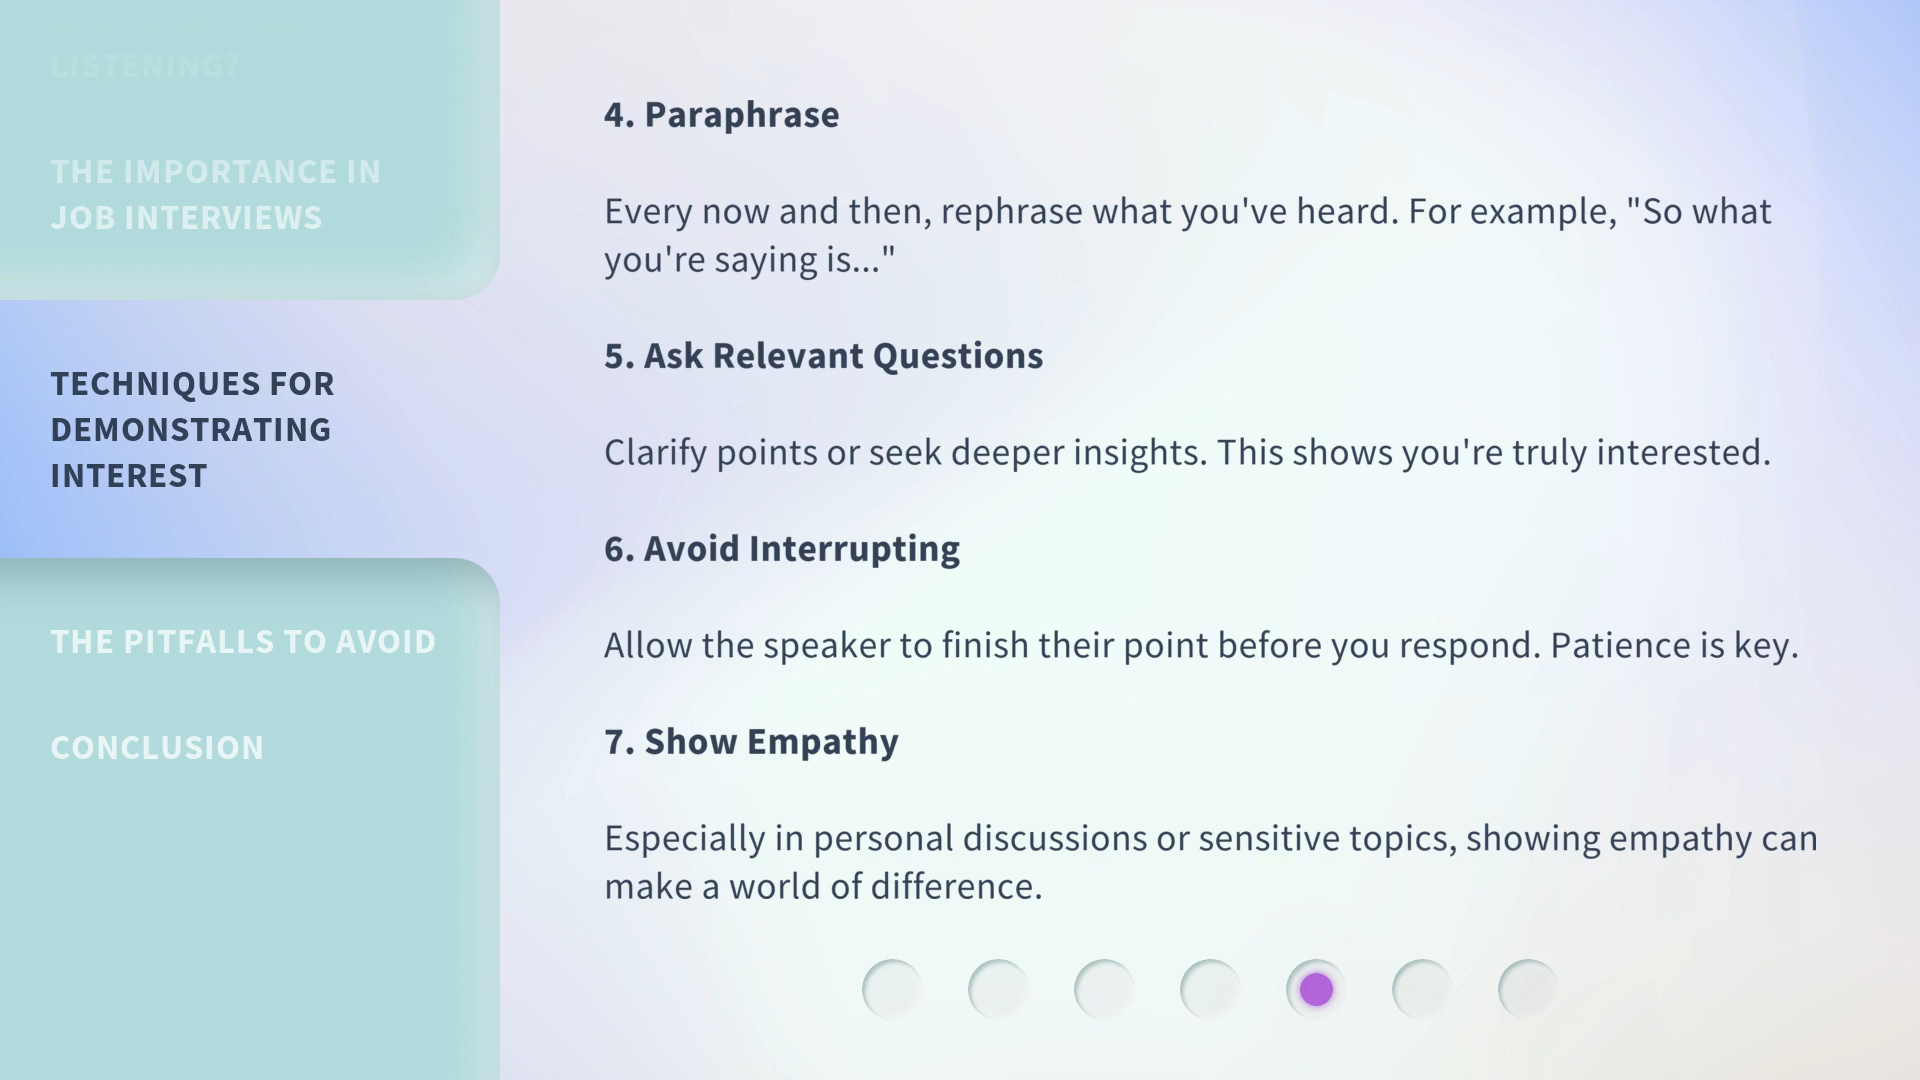 LISTENING?
THE IMPORTANCE IN
JOB INTERVIEWS
TECHNIQUES FOR
DEMONSTRATING
INTEREST
THE PITFALLS TO AVOID
CONCLUSION
4. Paraphrase
Every now and then, rephrase what you've heard. For example, "So what
you're saying is..."
5. Ask Relevant Questions
Clarify points or seek deeper insights. This shows you're truly interested.
6. Avoid Interrupting
Allow the speaker to finish their point before you respond. Patience is key.
7. Show Empathy
Especially in personal discussions or sensitive topics, showing empathy can
make a world of difference.